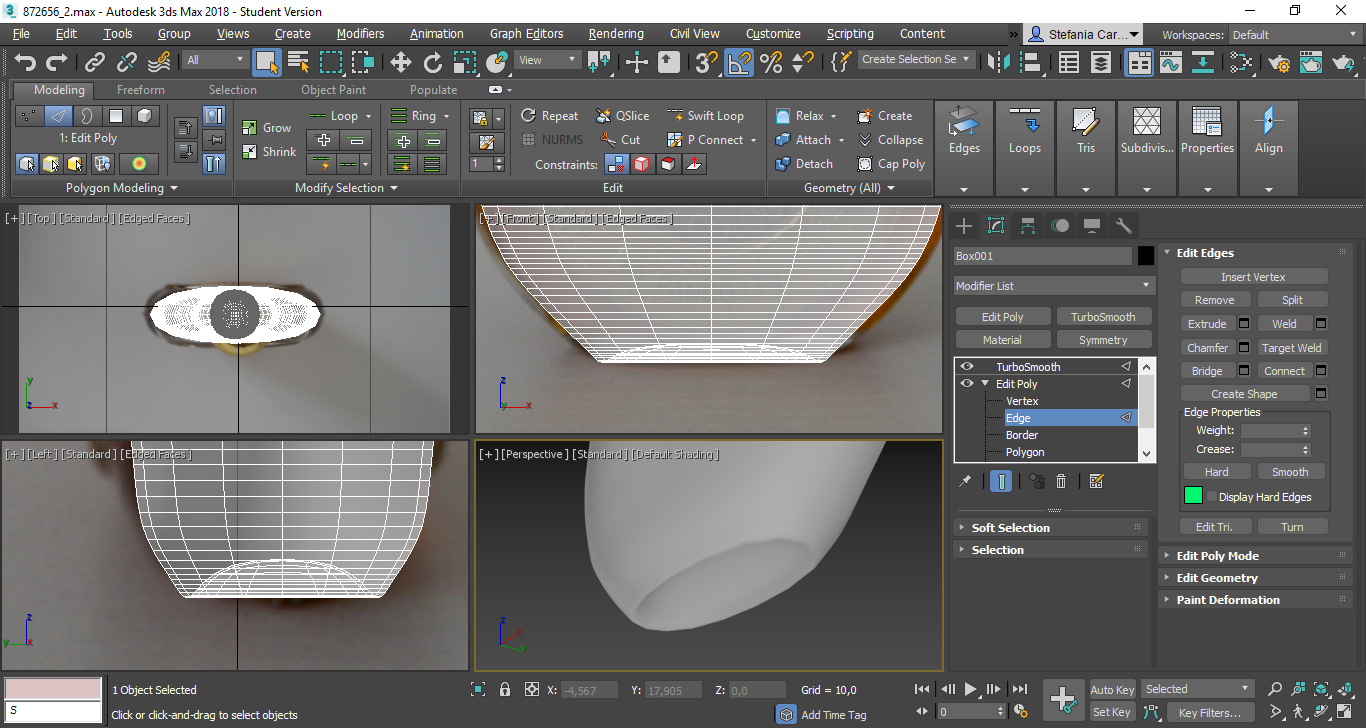 872656_2.max - Autodesk 3ds Max 2018 - Student Version
File Edit Tools Group Views Create Modifiers Animation Graph Editors Rendering Civil View Customize Scripting Content » Stefania Car... Workspaces: Default
All View Create Selection Se
Modeling Freeform Selection Object Paint Populate
1: Edit Poly
Polygon Modeling
Grow
Shrink
Loop Ring
Modify Selection
1
Repeat QSlice Swift Loop
NURMS Cut P Connect
Constraints:
Edit
Relax Create
Attach Collapse
Detach Cap Poly
Geometry (All)
Edges Loops Tris Subdivis... Properties Align
[+] [Top] [Standard] [Edged Faces]
[+] [Front] [Standard] [Edged Faces]
y
z x
z
y x
[+] [Left] [Standard] [Edged Faces]
[+] [Perspective] [Standard] [Default Shading]
z
y x
z
x
y
Box001
Modifier List
Edit Poly TurboSmooth
Material Symmetry
TurboSmooth
Edit Poly
Vertex
Edge
Border
Polygon
Soft Selection
Selection
Edit Edges
Insert Vertex
Remove Split
Extrude Weld
Chamfer Target Weld
Bridge Connect
Create Shape
Edge Properties
Weight:
Crease:
Hard Smooth
Display Hard Edges
Edit Tri. Turn
Edit Poly Mode
Edit Geometry
Paint Deformation
S
1 Object Selected
Click or click-and-drag to select objects
X: -4,567 Y: 17,905 Z: 0,0 Grid = 10,0
Add Time Tag
0
Auto Key Selected
Set Key Key Filters...